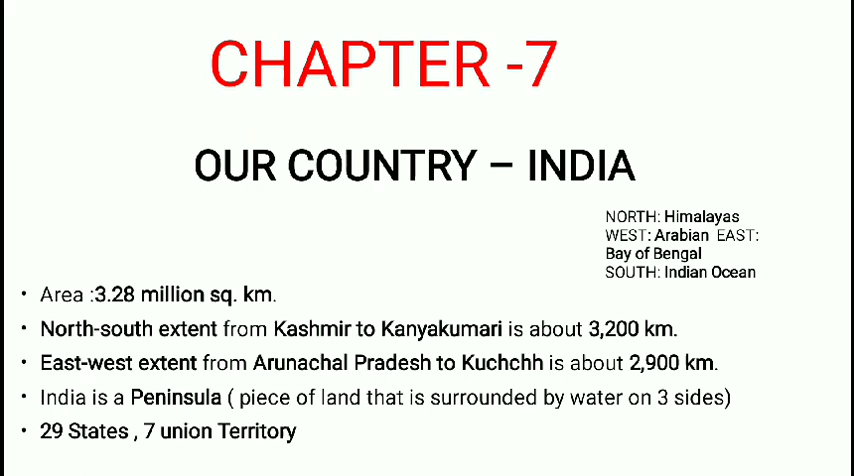 CHAPTER -7
OUR COUNTRY – INDIA
NORTH: Himalayas
WEST: Arabian EAST:
Bay of Bengal
SOUTH: Indian Ocean
• Area :3.28 million sq. km.
• North-south extent from Kashmir to Kanyakumari is about 3,200 km.
• East-west extent from Arunachal Pradesh to Kuchchh is about 2,900 km.
• India is a Peninsula ( piece of land that is surrounded by water on 3 sides)
• 29 States , 7 union Territory